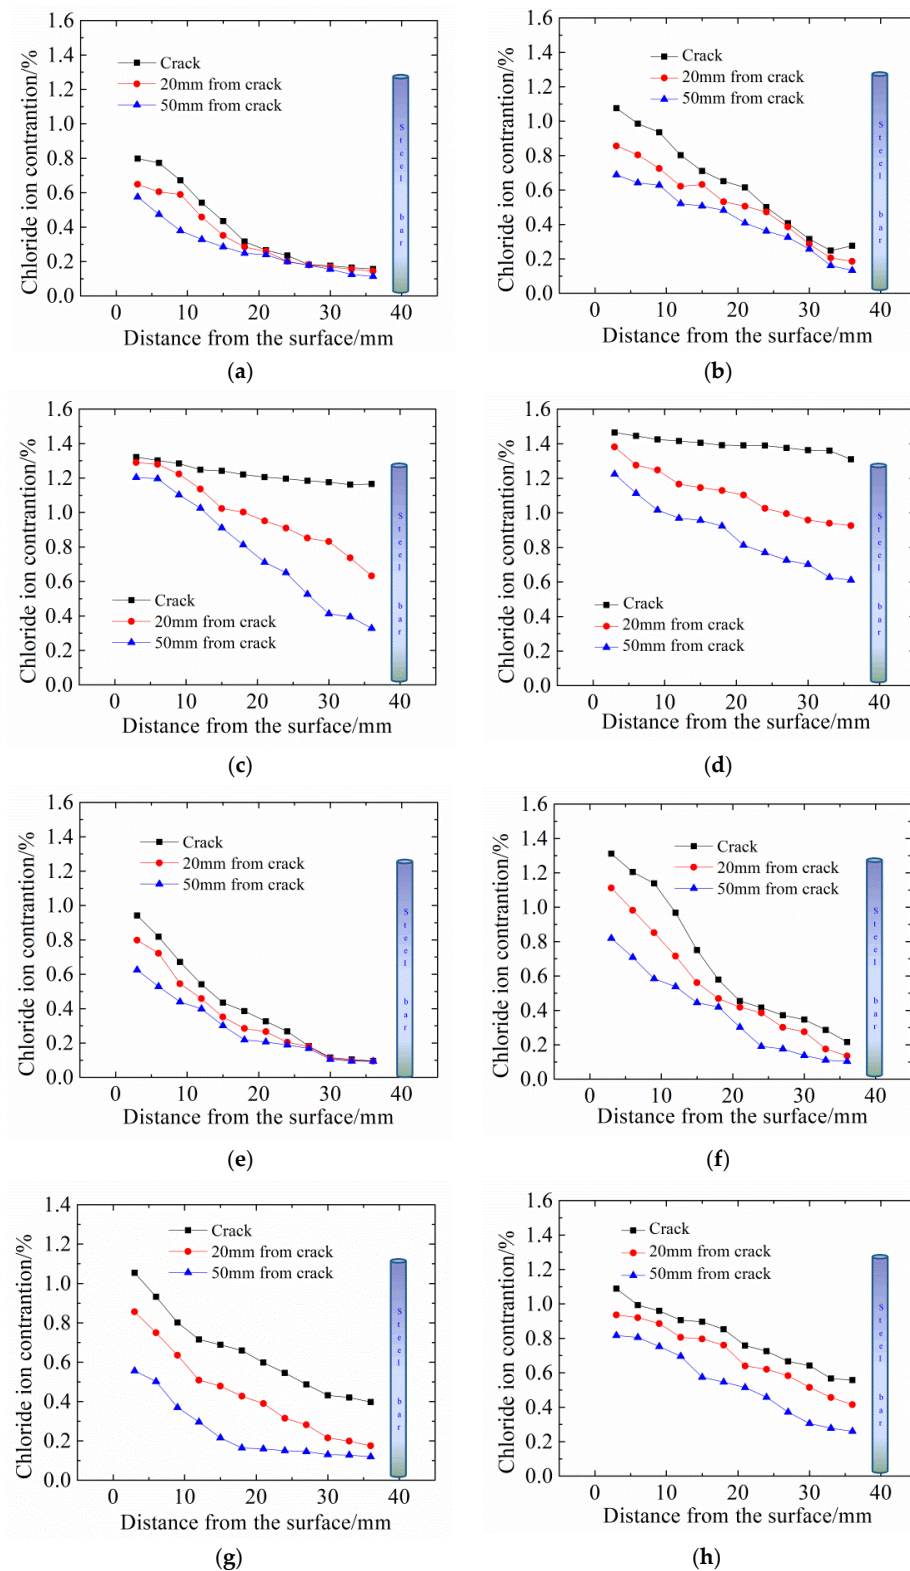 1.6
1.4
1.2
1.0
0.8
0.6
0.4
0.2
0.0
Chloride ion contrantion/%
Crack
20mm from crack
50mm from crack
Steel bar
0 10 20 30 40
Distance from the surface/mm
(a)
1.6
1.4
1.2
1.0
0.8
0.6
0.4
0.2
0.0
Chloride ion contrantion/%
Crack
20mm from crack
50mm from crack
Steel bar
0 10 20 30 40
Distance from the surface/mm
(b)
1.6
1.4
1.2
1.0
0.8
0.6
0.4
0.2
0.0
Chloride ion contrantion/%
Crack
20mm from crack
50mm from crack
Steel bar
0 10 20 30 40
Distance from the surface/mm
(c)
1.6
1.4
1.2
1.0
0.8
0.6
0.4
0.2
0.0
Chloride ion contrantion/%
Crack
20mm from crack
50mm from crack
Steel bar
0 10 20 30 40
Distance from the surface/mm
(d)
1.6
1.4
1.2
1.0
0.8
0.6
0.4
0.2
0.0
Chloride ion contrantion/%
Crack
20mm from crack
50mm from crack
Steel bar
0 10 20 30 40
Distance from the surface/mm
(e)
1.6
1.4
1.2
1.0
0.8
0.6
0.4
0.2
0.0
Chloride ion contrantion/%
Crack
20mm from crack
50mm from crack
Steel bar
0 10 20 30 40
Distance from the surface/mm
(f)
1.4
1.2
1.0
0.8
0.6
0.4
0.2
0.0
Chloride ion contrantion/%
Crack
20mm from crack
50mm from crack
Steel bar
0 10 20 30 40
Distance from the surface/mm
(g)
1.6
1.4
1.2
1.0
0.8
0.6
0.4
0.2
0.0
Chloride ion contrantion/%
Crack
20mm from crack
50mm from crack
Steel bar
0 10 20 30 40
Distance from the surface/mm
(h)